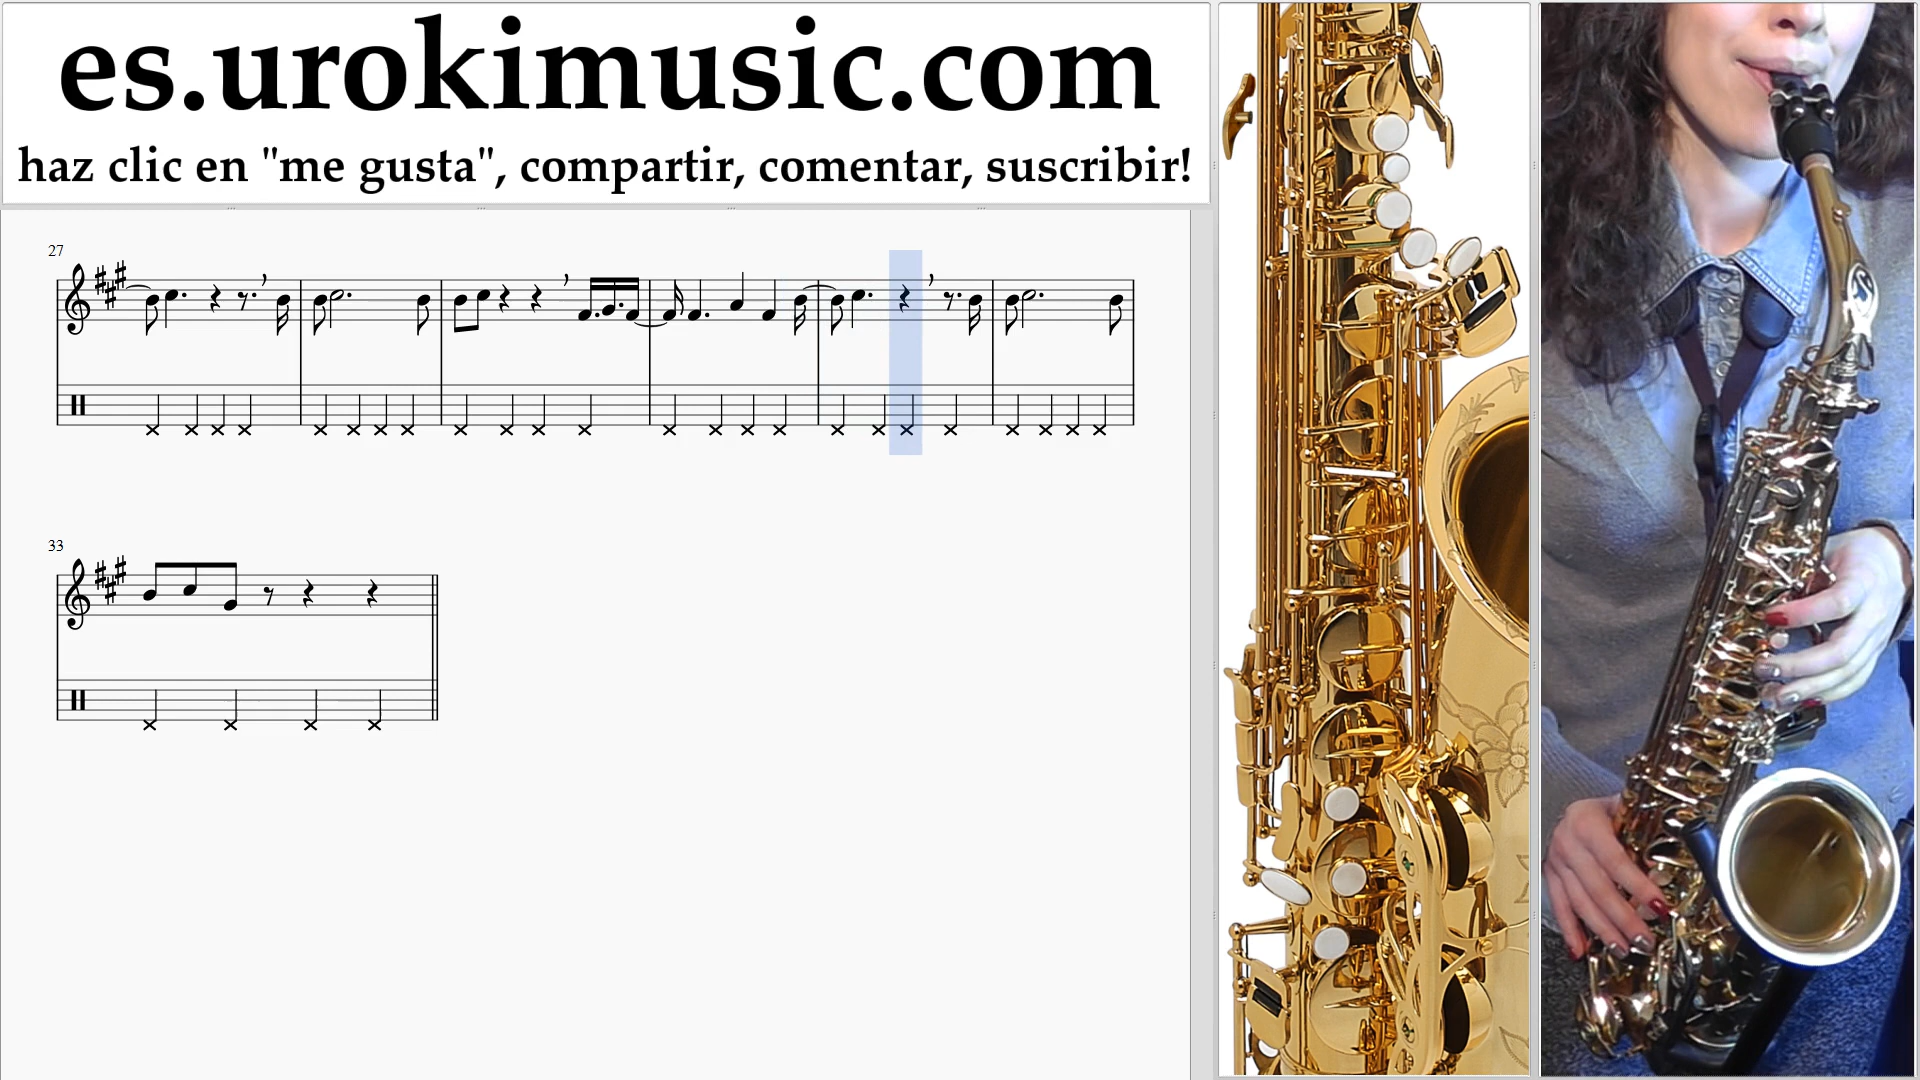 es.urokimusic.com
haz clic en "me gusta", compartir, comentar, suscribir!
27
33